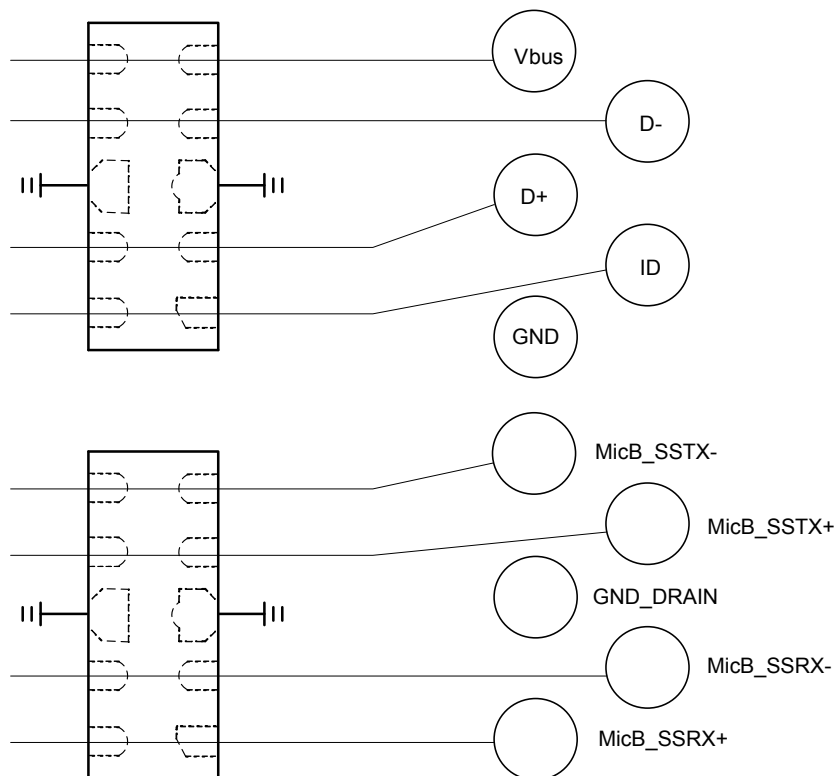 Vbus
D-
D+
ID
GND
MicB_SSTX-
MicB_SSTX+
GND_DRAIN
MicB_SSRX-
MicB_SSRX+